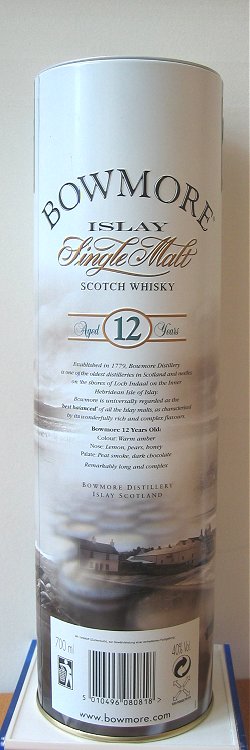 BOWMORE
ISLAY
Single Malt
SCOTCH WHISKY
Aged 12 Years
Established in 1779, Bowmore Distillery
is one of the oldest distilleries in Scotland and nestles
on the shores of Loch Indaal on the Inner
Hebridean Isle of Islay.
Bowmore is universally regarded as the
best balanced of all the Islay malts, as characterised
by its wonderfully rich and complex flavours.
Bowmore 12 Years Old:
Colour: Warm amber
Nose: Lemon, pears, honey
Palate: Peat smoke, dark chocolate
Remarkably long and complex
BOWMORE DISTILLERY
ISLAY SCOTLAND
700 ml
40% Vol
5 010496 080818 >
www.bowmore.com